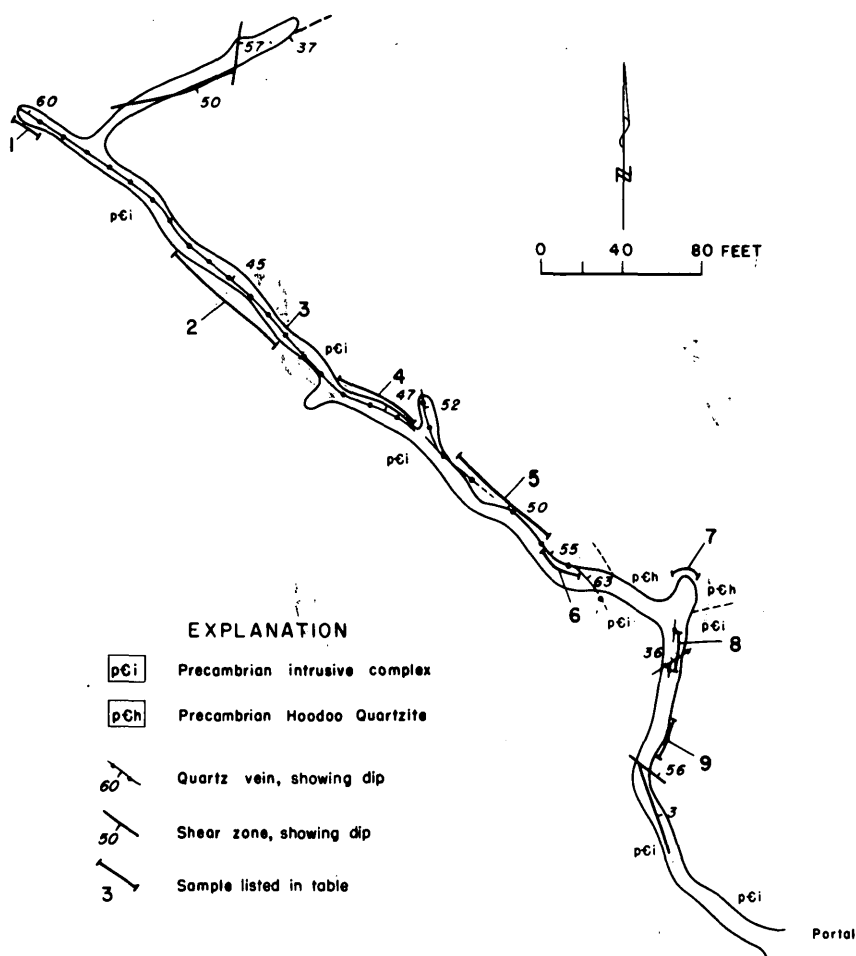 57
37
50
60
1
pЄi
45
0 40 80 FEET
N
2
3
pЄi
4
47
52
pЄi
5
50
55
63
6
pЄi
pЄh
7
pЄh
pЄi
36
8
9
56
3
pЄi
pЄi
Portal
EXPLANATION
pЄi Precambrian intrusive complex
pЄh Precambrian Hoodoo Quartzite
60 Quartz vein, showing dip
50 Shear zone, showing dip
3 Sample listed in table